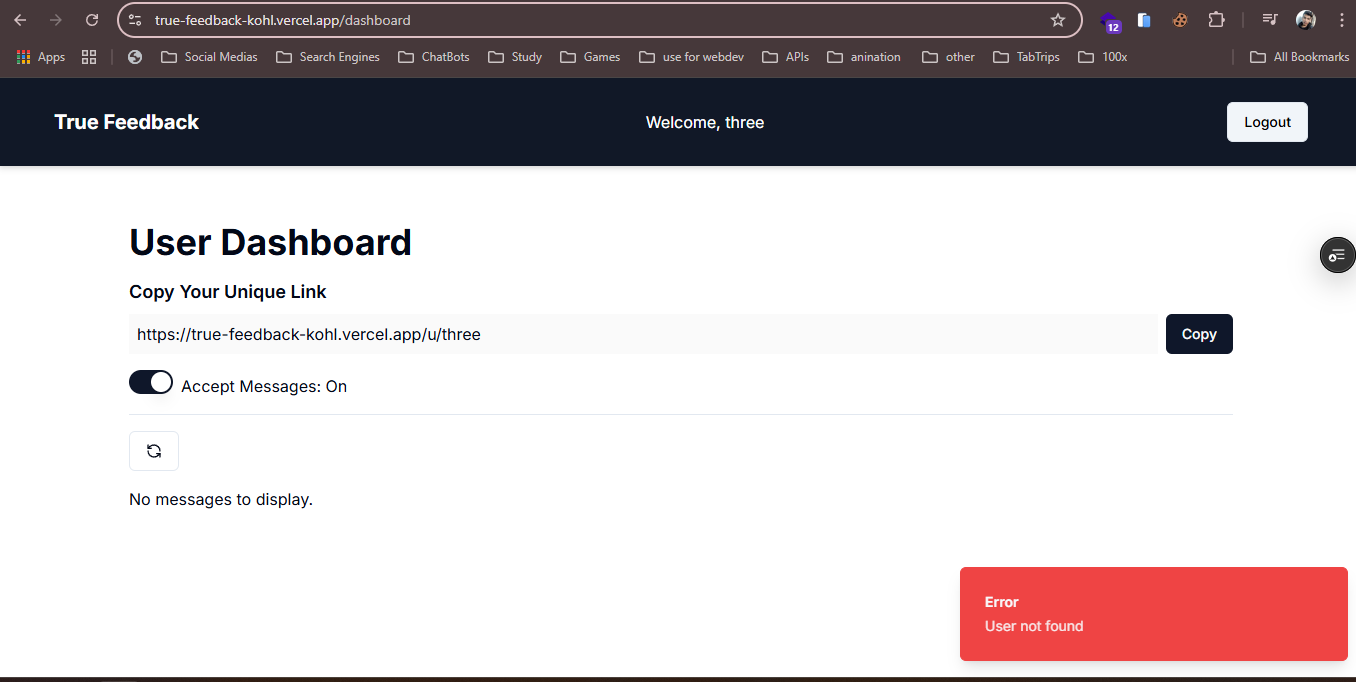 true-feedback-kohl.vercel.app/dashboard
12
Apps
Social Medias
Search Engines
ChatBots
Study
Games
use for webdev
APIs
anination
other
TabTrips
100x
All Bookmarks
True Feedback
Welcome, three
Logout
User Dashboard
Copy Your Unique Link
https://true-feedback-kohl.vercel.app/u/three
Copy
Accept Messages: On
No messages to display.
Error
User not found